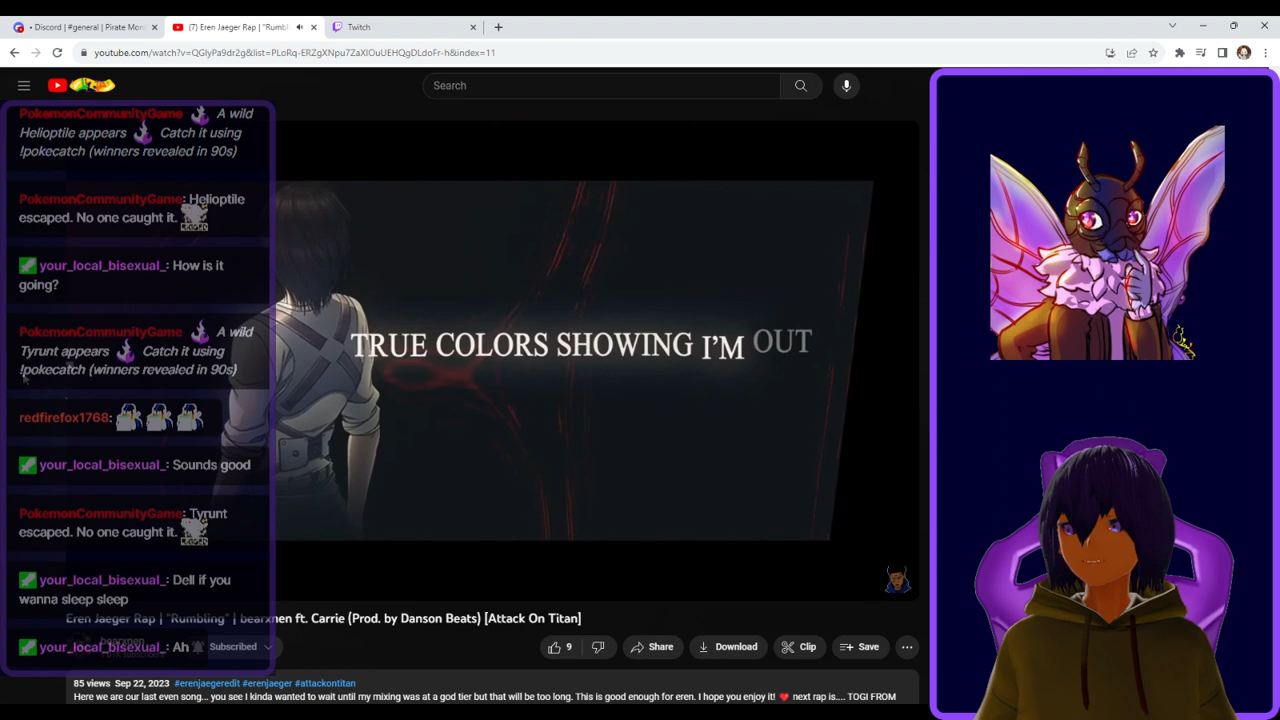 Discord | #general | Pirate Mon
(7) Eren Jaeger Rap | "Rumbl
Twitch
youtube.com/watch?v=QGlyPa9dr2g&list=PLoRq-ERZgXNpu7ZaXIOuUEHQgDLdoFr-h&index=11
Search
PokemonCommunityGame A wild
Helioptile appears Catch it using
!pokecatch (winners revealed in 90s)
PokemonCommunityGame: Helioptile
escaped. No one caught it.
your_local_bisexual_: How is it
going?
PokemonCommunityGame A wild
Tyrunt appears Catch it using
!pokecatch (winners revealed in 90s)
redfirefox1768:
your_local_bisexual_: Sounds good
PokemonCommunityGame: Tyrunt
escaped. No one caught it.
your_local_bisexual_: Dell if you
wanna sleep sleep
your_local_bisexual_: Ah
TRUE COLORS SHOWING I'M OUT
Eren Jaeger Rap | "Rumbling" | bearxnen ft. Carrie (Prod. by Danson Beats) [Attack On Titan]
Subscribed
9
Share
Download
Clip
Save
85 views Sep 22, 2023 #erenjaegeredit #erenjaeger #attackontitan
Here we are our last even song... you see I kinda wanted to wait until my mixing was at a god tier but that will be too long. This is good enough for eren. I hope you enjoy it! next rap is.... TOGI FROM